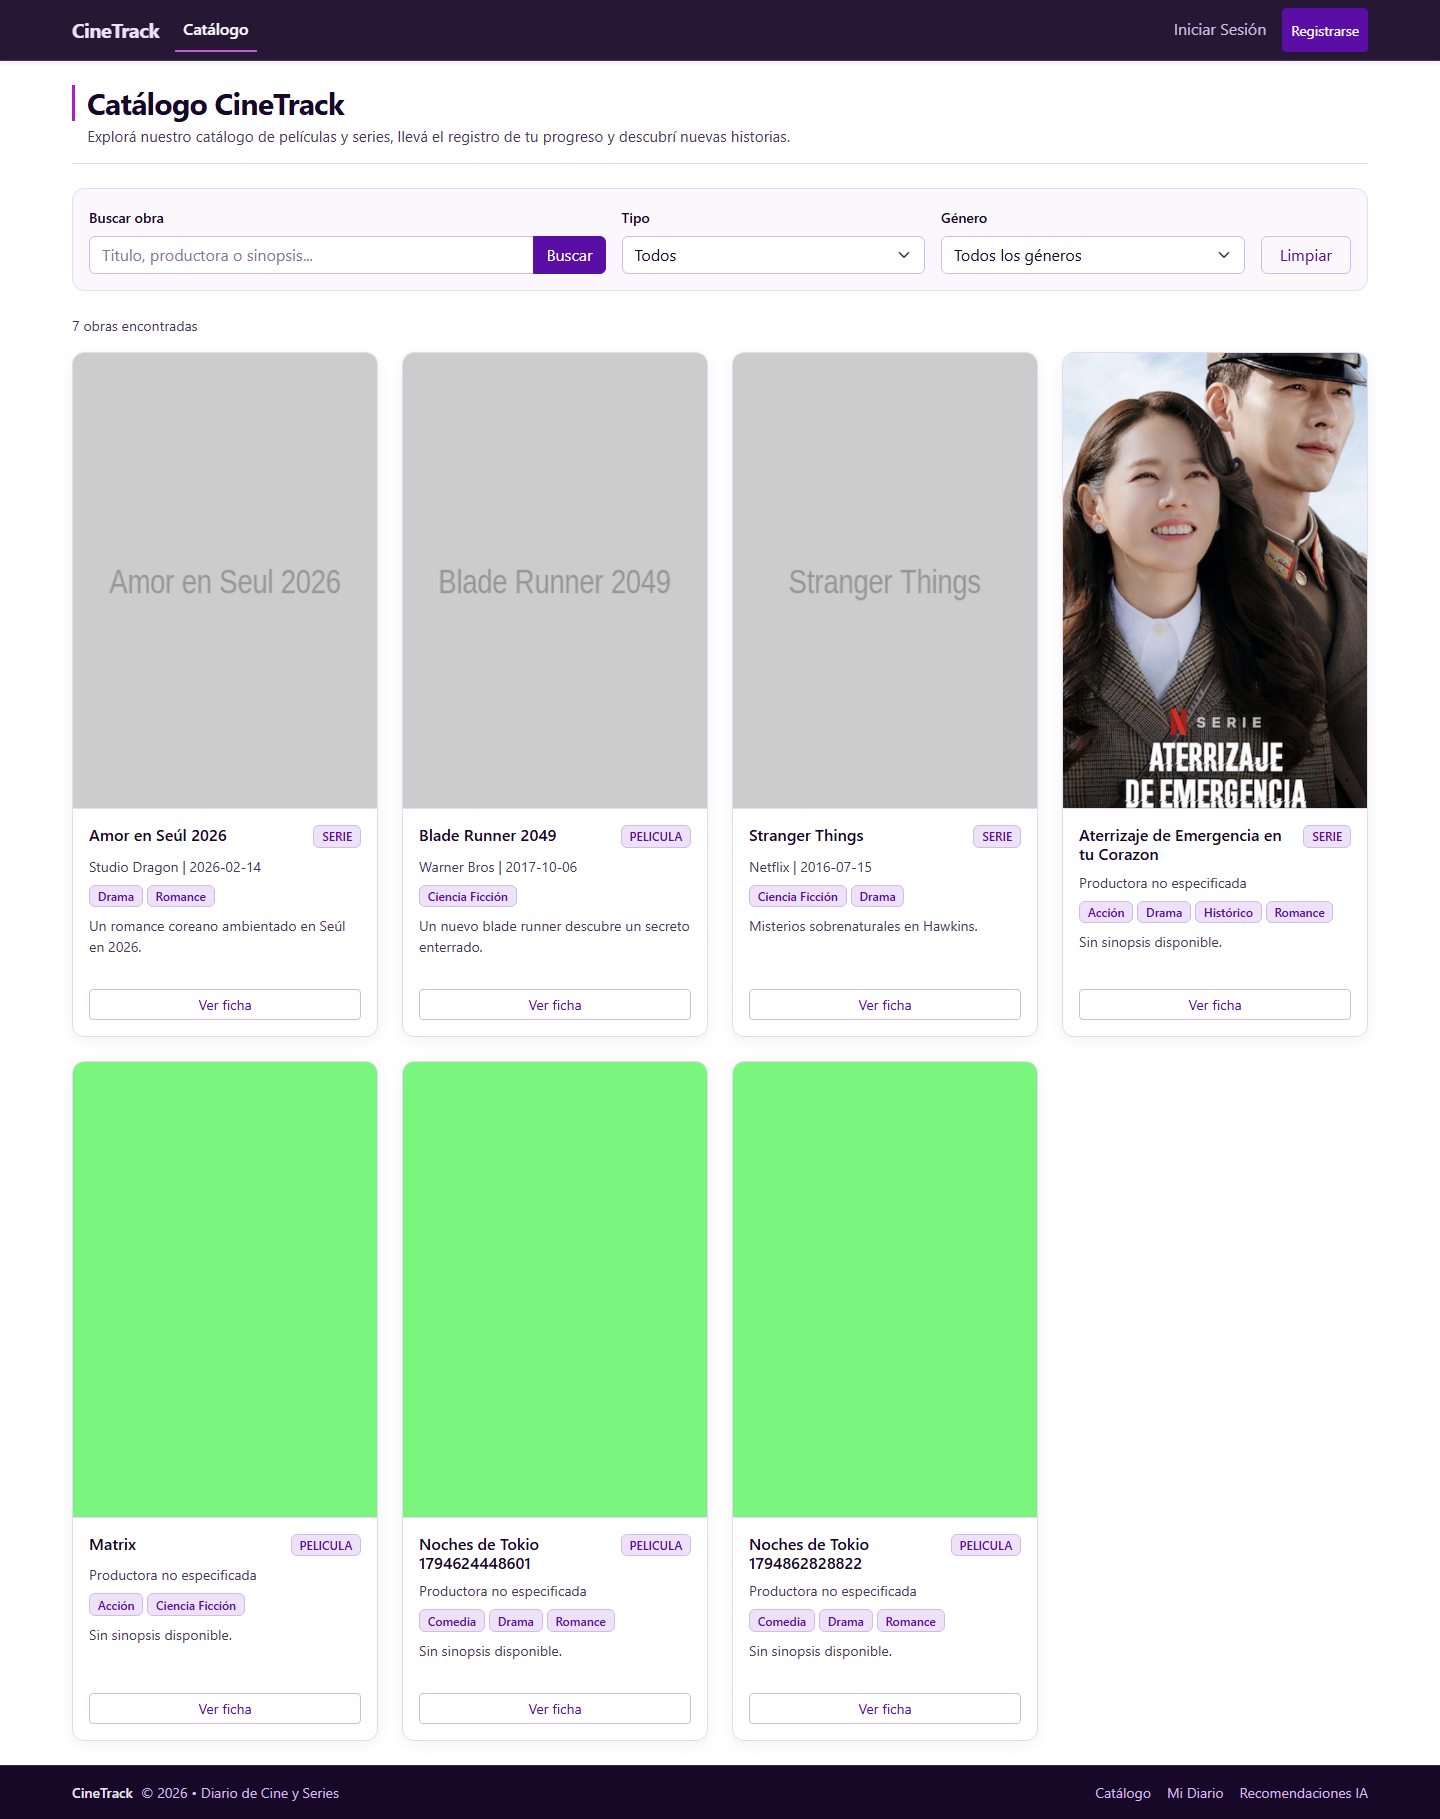 CineTrack
Catálogo
Iniciar Sesión
Registrarse
Catálogo CineTrack
Explorá nuestro catálogo de películas y series, llevá el registro de tu progreso y descubrí nuevas historias.
Buscar obra
Tipo
Género
Titulo, productora o sinopsis...
Buscar
Todos
Todos los géneros
Limpiar
7 obras encontradas
Amor en Seul 2026
Amor en Seúl 2026
SERIE
Studio Dragon | 2026-02-14
Drama
Romance
Un romance coreano ambientado en Seúl
en 2026.
Ver ficha
Blade Runner 2049
Blade Runner 2049
PELICULA
Warner Bros | 2017-10-06
Ciencia Ficción
Un nuevo blade runner descubre un secreto
enterrado.
Ver ficha
Stranger Things
Stranger Things
SERIE
Netflix | 2016-07-15
Ciencia Ficción
Drama
Misterios sobrenaturales en Hawkins.
Ver ficha
N SERIE
ATERRIZAJE
DE EMERGENCIA
Aterrizaje de Emergencia en
tu Corazon
SERIE
Productora no especificada
Acción
Drama
Histórico
Romance
Sin sinopsis disponible.
Ver ficha
Matrix
PELICULA
Productora no especificada
Acción
Ciencia Ficción
Sin sinopsis disponible.
Ver ficha
Noches de Tokio
1794624448601
PELICULA
Productora no especificada
Comedia
Drama
Romance
Sin sinopsis disponible.
Ver ficha
Noches de Tokio
1794862828822
PELICULA
Productora no especificada
Comedia
Drama
Romance
Sin sinopsis disponible.
Ver ficha
CineTrack © 2026 • Diario de Cine y Series
Catálogo
Mi Diario
Recomendaciones IA